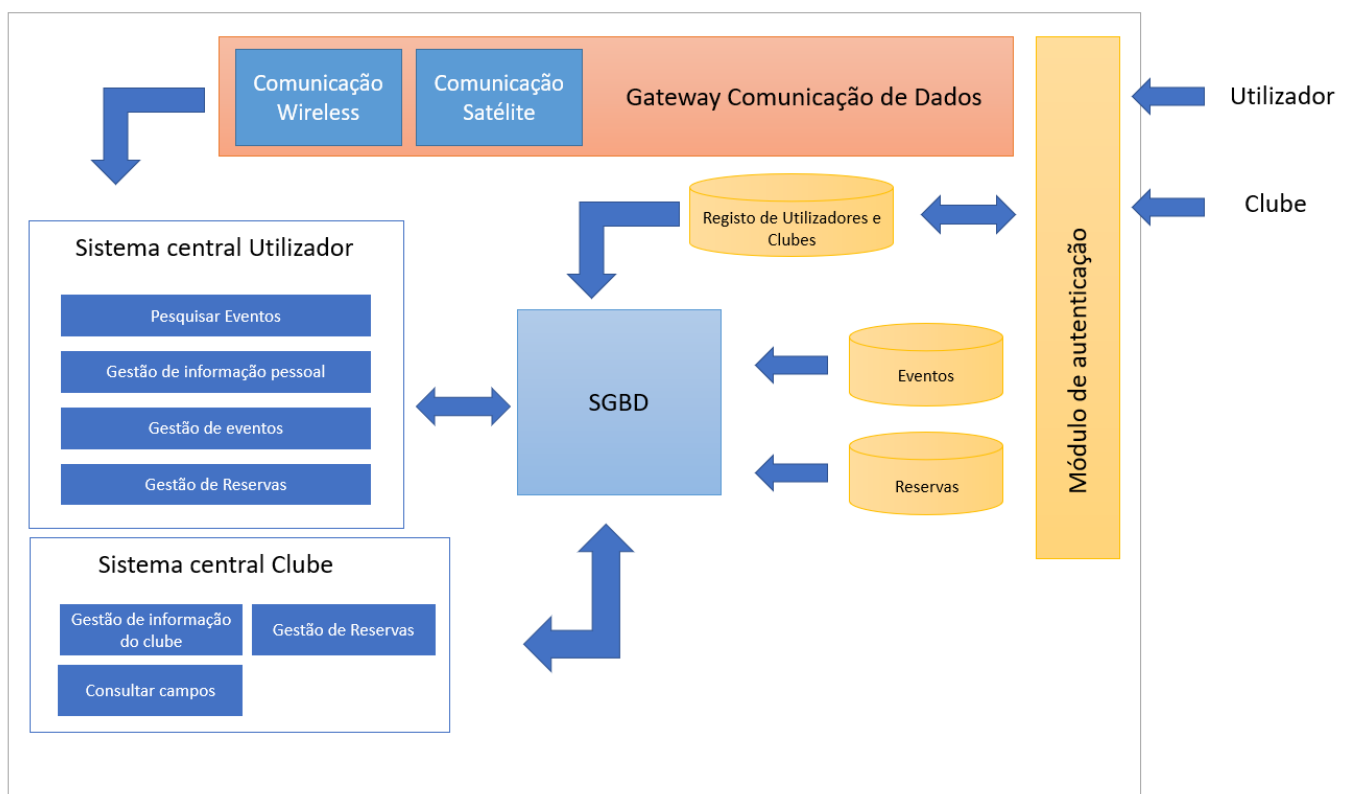 Comunicação
Wireless
Comunicação
Satélite
Gateway Comunicação de Dados
Utilizador
Clube
Módulo de autenticação
Registo de Utilizadores e
Clubes
Sistema central Utilizador
Pesquisar Eventos
Gestão de informação pessoal
Gestão de eventos
Gestão de Reservas
SGBD
Eventos
Reservas
Sistema central Clube
Gestão de informação
do clube
Gestão de Reservas
Consultar campos